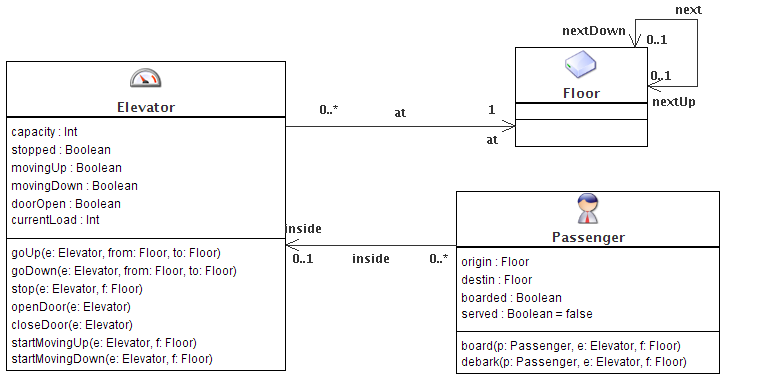 next
nextDown
0..1
0,.1
nextUp
Floor
Elevator
capacity : Int
stopped : Boolean
movingUp : Boolean
movingDown : Boolean
doorOpen : Boolean
currentLoad : Int
goUp(e: Elevator, from: Floor, to: Floor)
goDown(e: Elevator, from: Floor, to: Floor)
stop(e: Elevator, f: Floor)
openDoor(e: Elevator)
closeDoor(e: Elevator)
startMovingUp(e: Elevator, f: Floor)
startMovingDown(e: Elevator, f: Floor)
0..* at 1
at
inside
0..1 inside 0..*
Passenger
origin : Floor
destin : Floor
boarded : Boolean
served : Boolean = false
board(p: Passenger, e: Elevator, f: Floor)
debark(p: Passenger, e: Elevator, f: Floor)